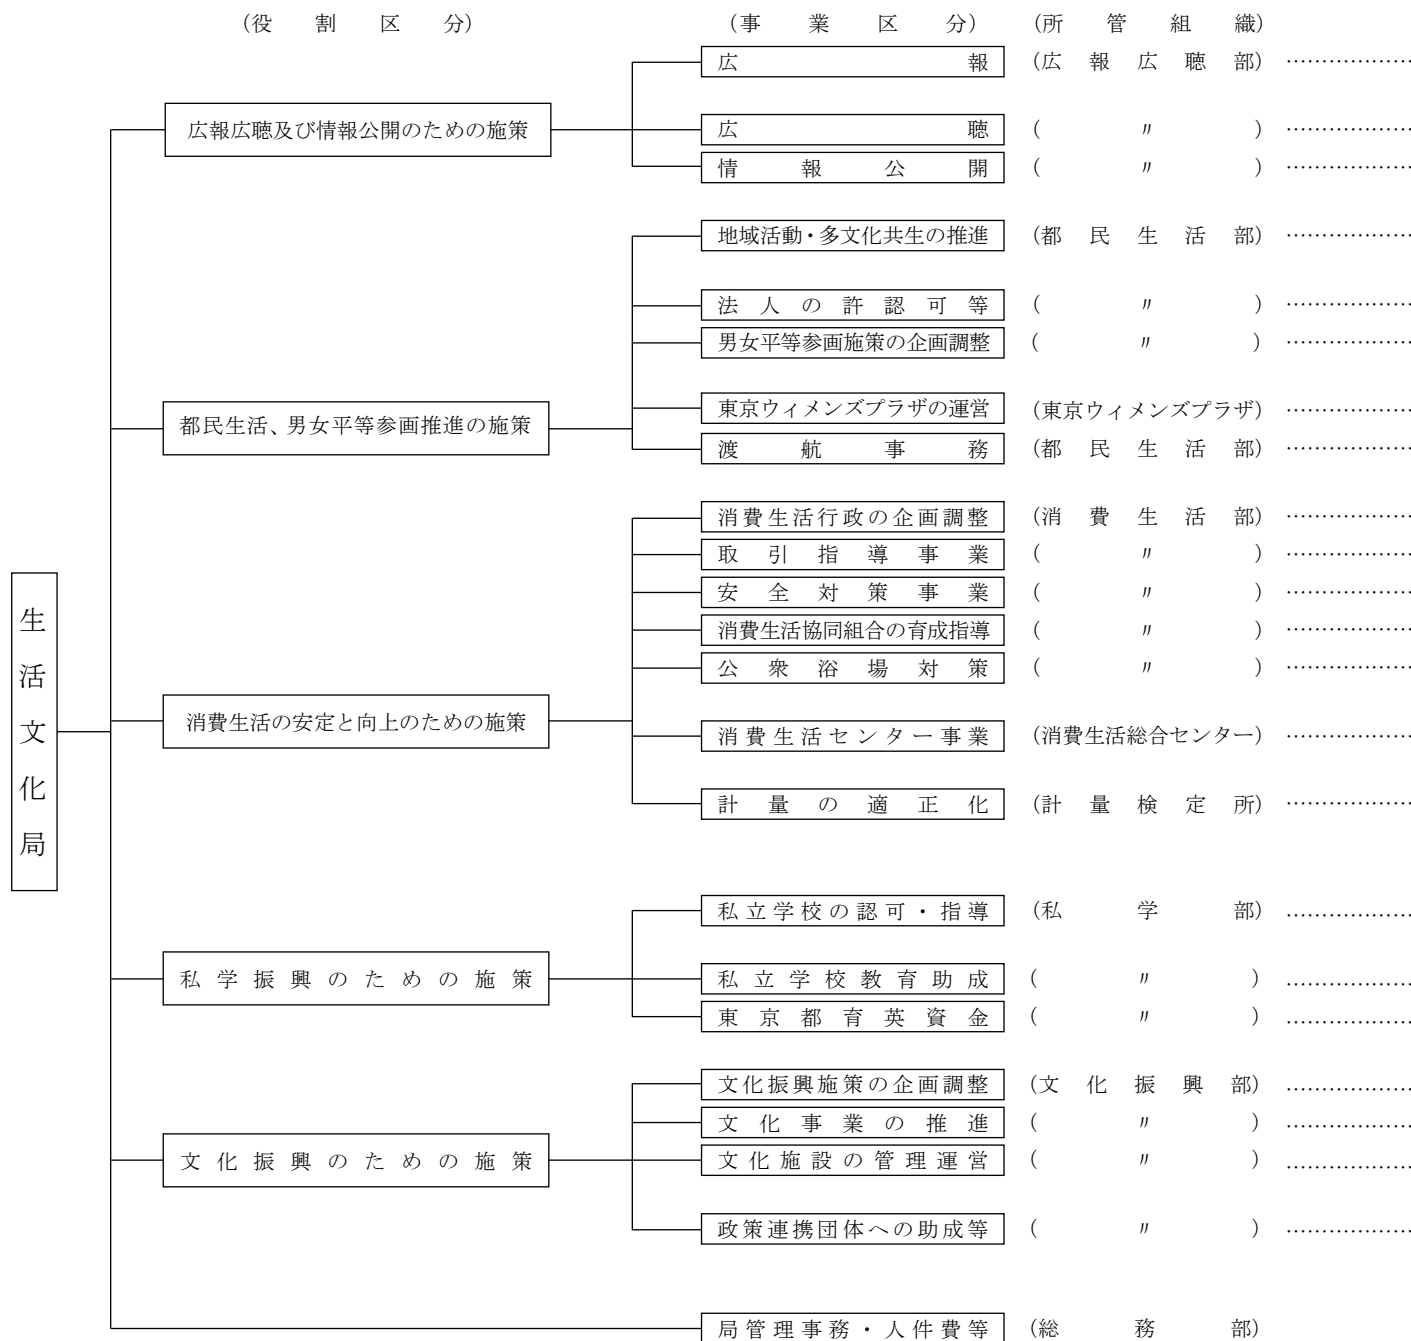 (役割区分) (事業区分) (所管組織)
広報 (広報広聴部) ………………
広報広聴及び情報公開のための施策 広聴 (〃) ………………
情報公開 (〃) ………………
地域活動・多文化共生の推進 (都民生活部) ………………
法人の許認可等 (〃) ………………
男女平等参画施策の企画調整 (〃) ………………
東京ウィメンズプラザの運営 (東京ウィメンズプラザ) ………………
都民生活、男女平等参画推進の施策
渡航事務 (都民生活部) ………………
消費生活行政の企画調整 (消費生活部) ………………
取引指導事業 (〃) ………………
安全対策事業 (〃) ………………
消費生活協同組合の育成指導 (〃) ………………
公衆浴場対策 (〃) ………………
消費生活の安定と向上のための施策
消費生活センター事業 (消費生活総合センター) ………………
生活文化局
計量の適正化 (計量検定所) ………………
私立学校の認可・指導 (私学部) ………………
私学振興のための施策 私立学校教育助成 (〃) ………………
東京都育英資金 (〃) ………………
文化振興施策の企画調整 (文化振興部) ………………
文化事業の推進 (〃) ………………
文化振興のための施策 文化施設の管理運営 (〃) ………………
政策連携団体への助成等 (〃) ………………
局管理事務・人件費等 (総務部)